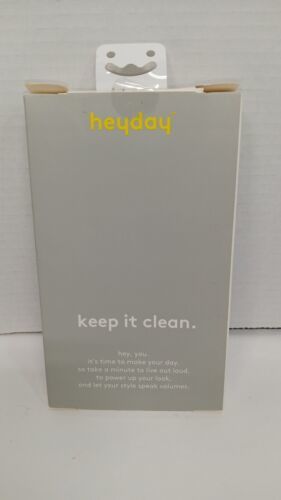 heyday™
keep it clean.
hey, you.
it's time to make your day.
so take a minute to live out loud,
to power up your look,
and let your style speak volumes.